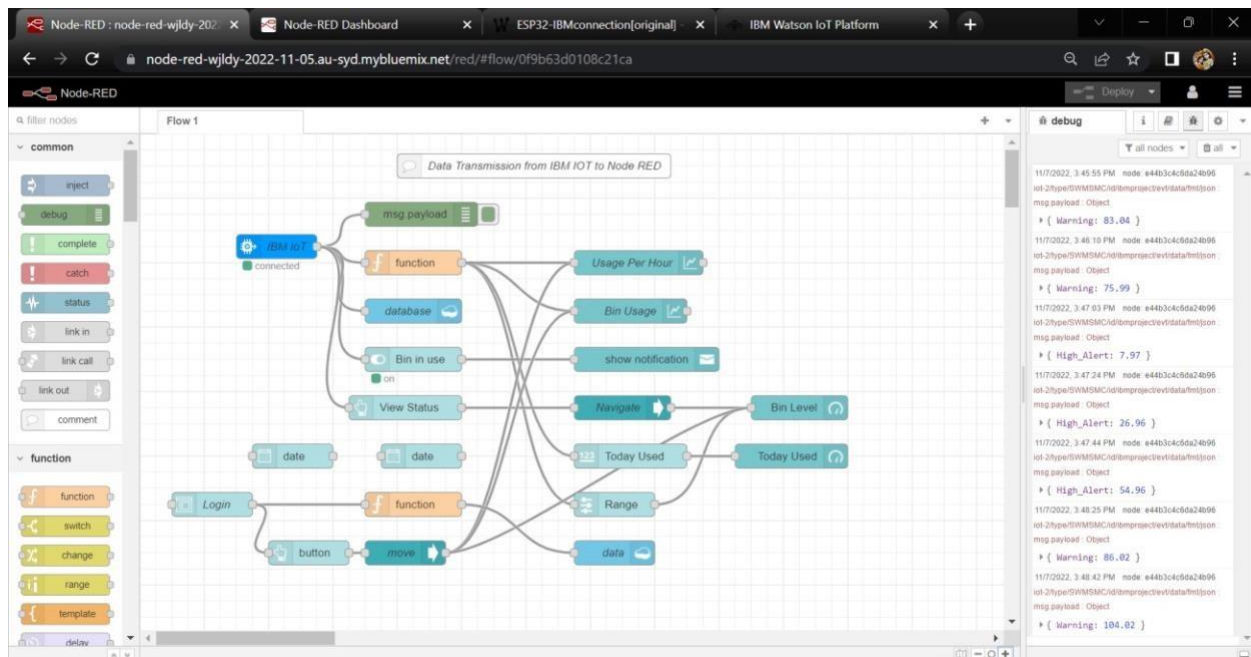 Node-RED : node-red-wjldy-202
Node-RED Dashboard
ESP32-IBMconnection[original] -
IBM Watson IoT Platform
node-red-wjldy-2022-11-05.au-syd.mybluemix.net/red/#flow/0f9b63d0108c21ca
Node-RED
Deploy
filter nodes
Flow 1
debug
i
all nodes
all
common
inject
debug
complete
catch
status
link in
link call
link out
comment
function
function
switch
change
range
template
delay
Data Transmission from IBM IOT to Node RED
msg.payload
IBM IoT
connected
function
Usage Per Hour
database
Bin Usage
Bin in use
on
show notification
View Status
Navigate
Bin Level
date
date
123
Today Used
Today Used
Login
function
Range
button
move
data
11/7/2022, 3:45:55 PM node: e44b3c4c6da24b96
iot-2/type/SWMSMC/id/ibmproject/evt/data/fmt/json :
msg.payload : Object
{ Warning: 83.04 }
11/7/2022, 3:46:10 PM node: e44b3c4c6da24b96
iot-2/type/SWMSMC/id/ibmproject/evt/data/fmt/json :
msg.payload : Object
{ Warning: 75.99 }
11/7/2022, 3:47:03 PM node: e44b3c4c6da24b96
iot-2/type/SWMSMC/id/ibmproject/evt/data/fmt/json :
msg.payload : Object
{ High_Alert: 7.97 }
11/7/2022, 3:47:24 PM node: e44b3c4c6da24b96
iot-2/type/SWMSMC/id/ibmproject/evt/data/fmt/json :
msg.payload : Object
{ High_Alert: 26.96 }
11/7/2022, 3:47:44 PM node: e44b3c4c6da24b96
iot-2/type/SWMSMC/id/ibmproject/evt/data/fmt/json :
msg.payload : Object
{ High_Alert: 54.96 }
11/7/2022, 3:48:25 PM node: e44b3c4c6da24b96
iot-2/type/SWMSMC/id/ibmproject/evt/data/fmt/json :
msg.payload : Object
{ Warning: 86.02 }
11/7/2022, 3:48:42 PM node: e44b3c4c6da24b96
iot-2/type/SWMSMC/id/ibmproject/evt/data/fmt/json :
msg.payload : Object
{ Warning: 104.02 }